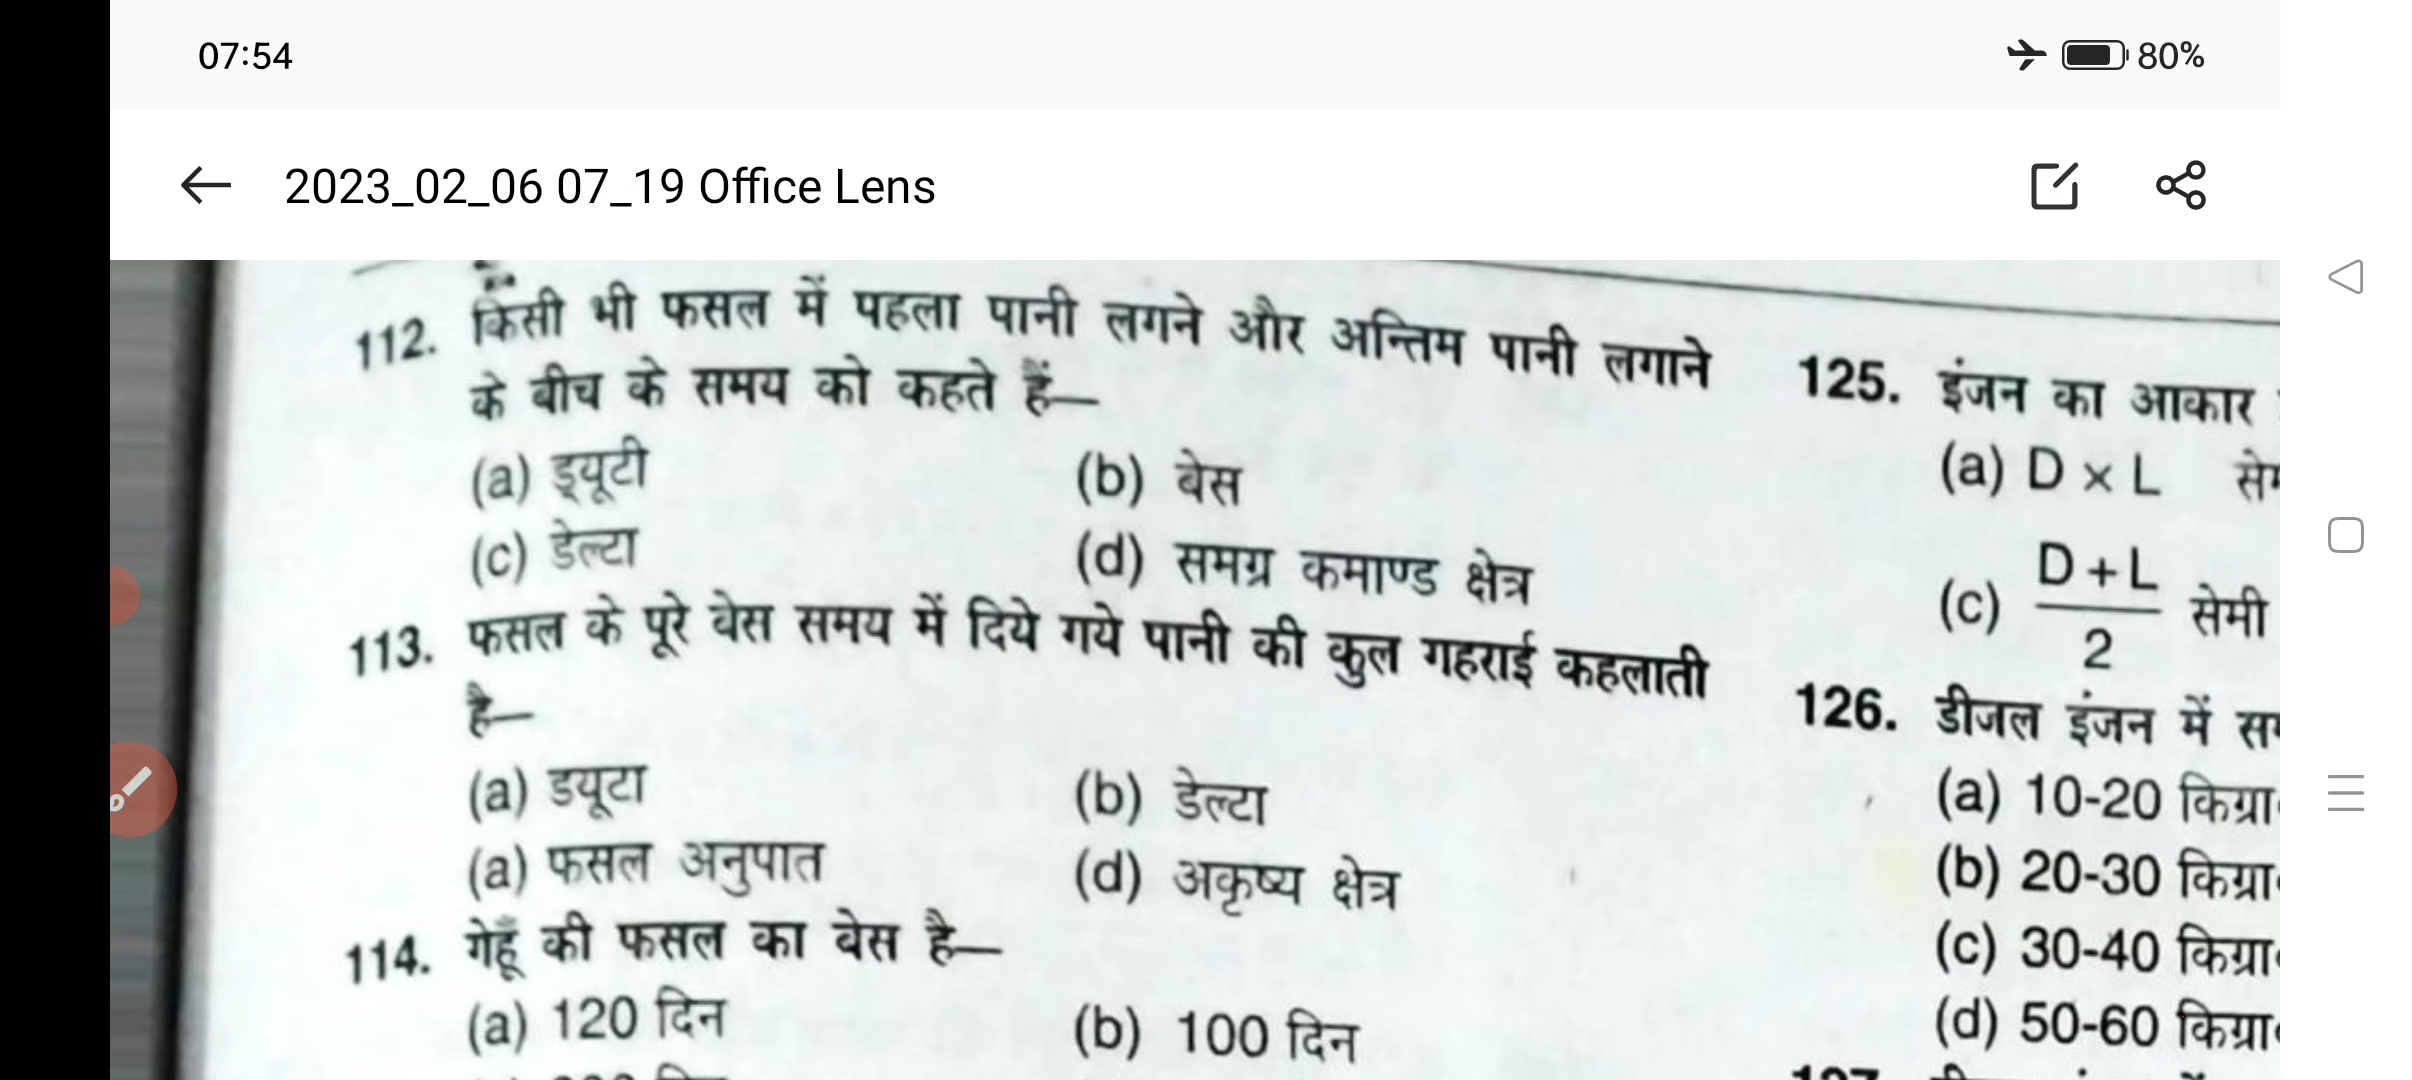 07:54
80%
2023_02_06 07_19 Office Lens
112. किसी भी फसल में पहला पानी लगने और अन्तिम पानी लगाने
के बीच के समय को कहते हैं—
(a) ड्यूटी (b) बेस
(c) डेल्टा (d) समग्र कमाण्ड क्षेत्र
113. फसल के पूरे बेस समय में दिये गये पानी की कुल गहराई कहलाती
है—
(a) डयूटा (b) डेल्टा
(a) फसल अनुपात (d) अकृष्य क्षेत्र
114. गेहूँ की फसल का बेस है—
(a) 120 दिन (b) 100 दिन
125. इंजन का आकार
(a) D × L
(c) D + L
2 सेमी
126. डीजल इंजन में
(a) 10-20 किग्रा
(b) 20-30 किग्रा
(c) 30-40 किग्रा
(d) 50-60 किग्रा